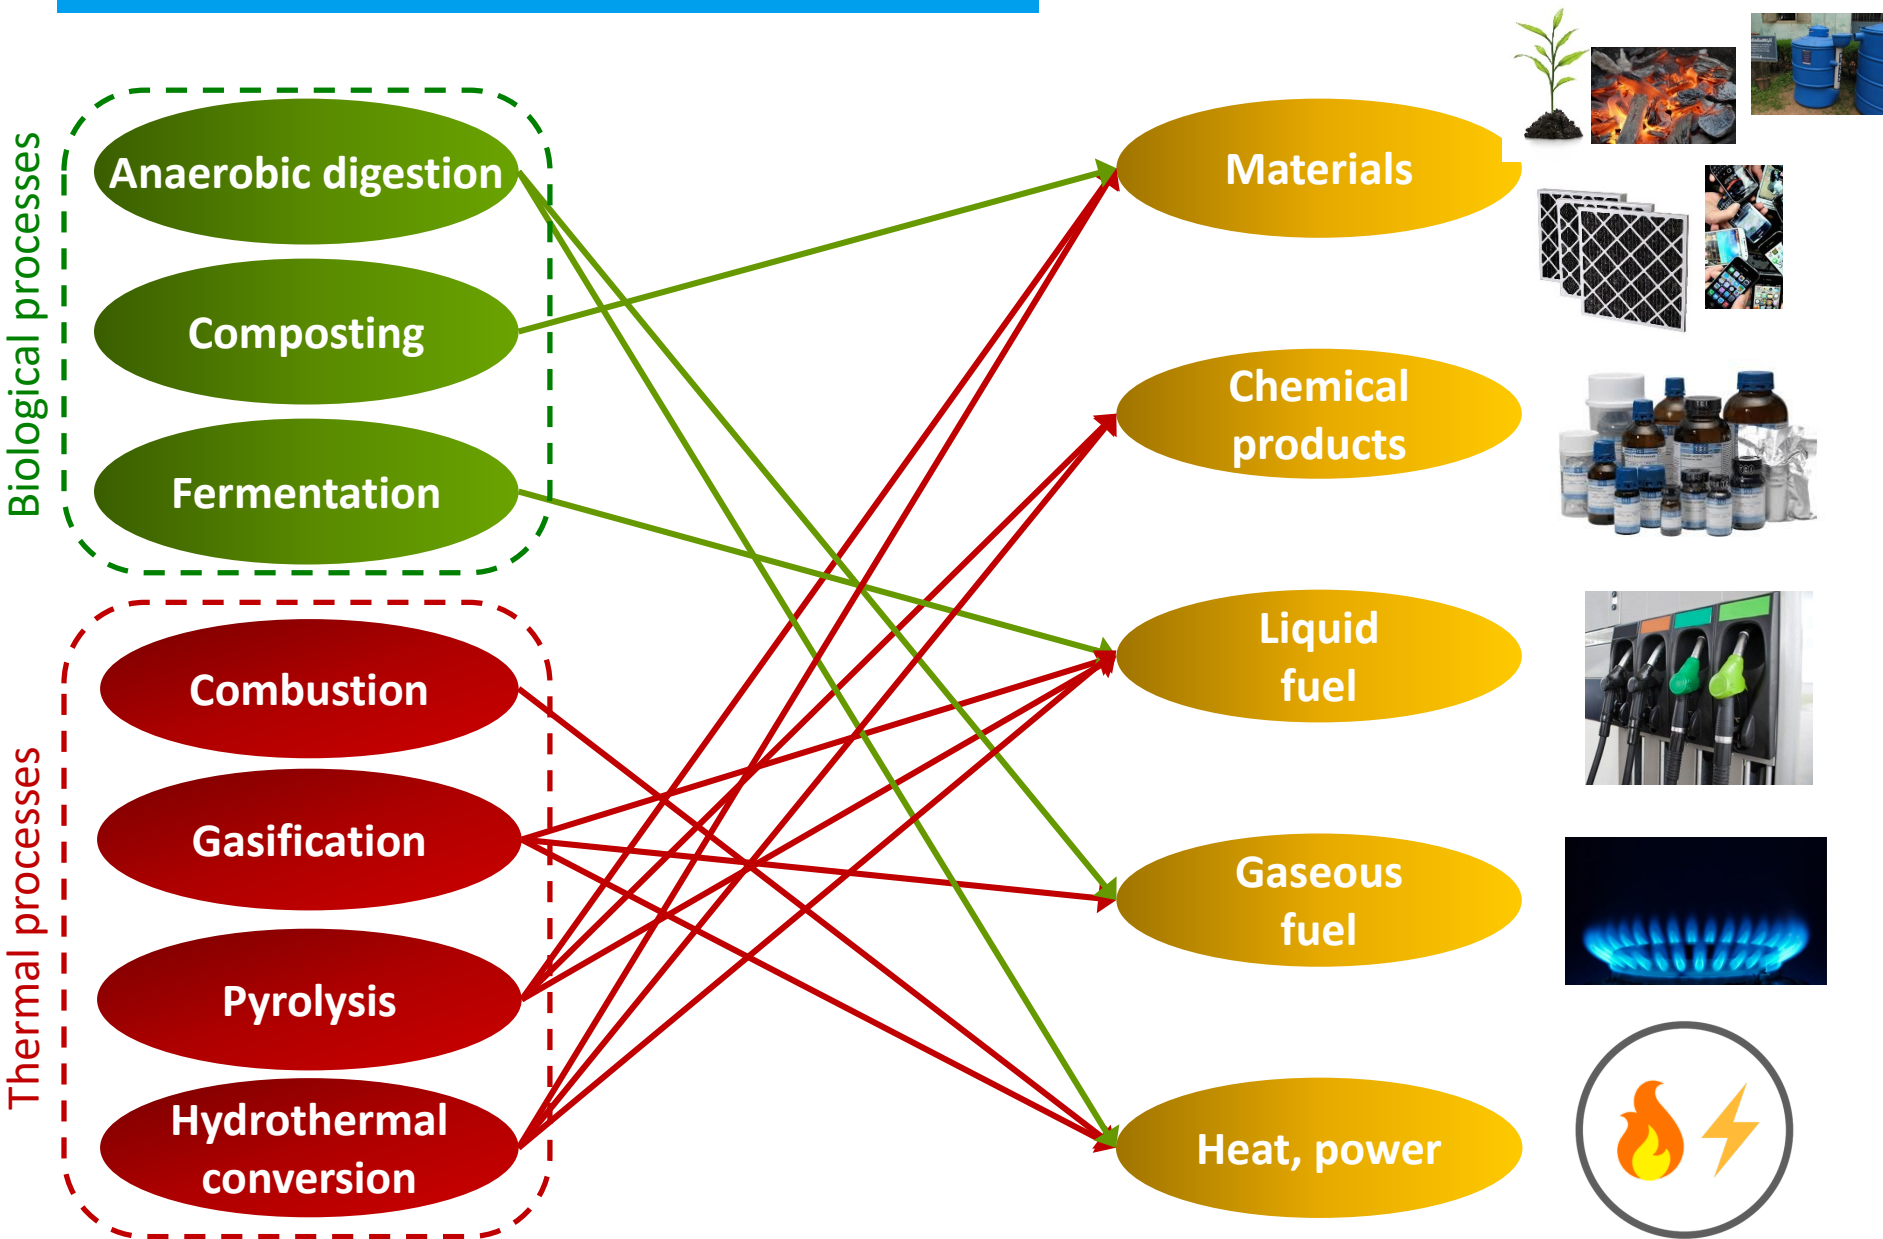 Biological processes
Anaerobic digestion
Composting
Fermentation
Thermal processes
Combustion
Gasification
Pyrolysis
Hydrothermal
conversion
Materials
Chemical
products
Liquid
fuel
Gaseous
fuel
Heat, power